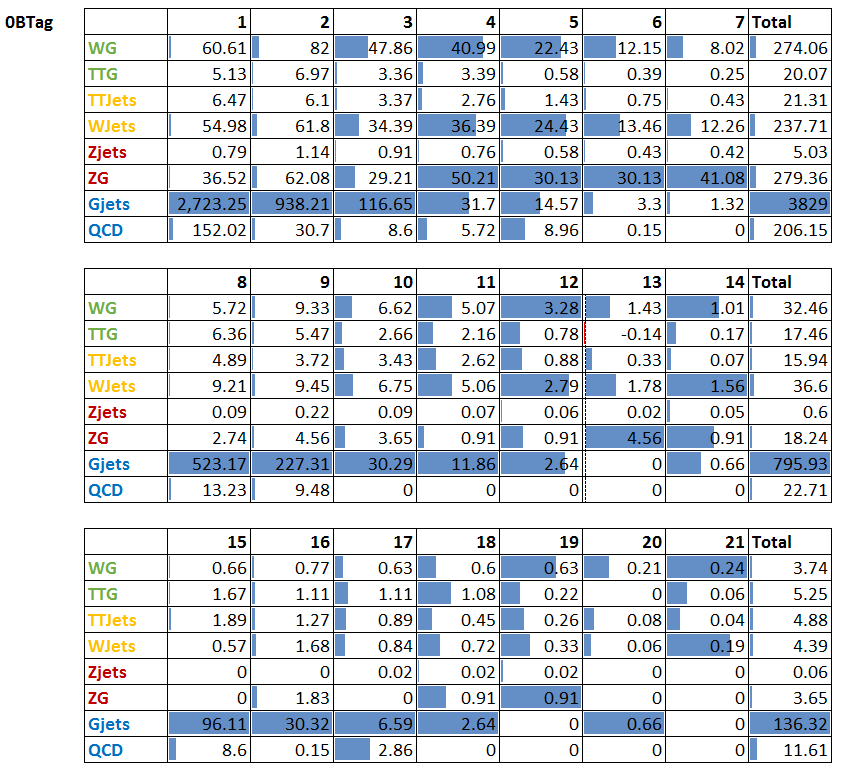 0BTag 1 2 3 4 5 6 7 Total
WG 60.61 82 47.86 40.99 22.43 12.15 8.02 274.06
TTG 5.13 6.97 3.36 3.39 0.58 0.39 0.25 20.07
TTJets 6.47 6.1 3.37 2.76 1.43 0.75 0.43 21.31
WJets 54.98 61.8 34.39 36.39 24.43 13.46 12.26 237.71
Zjets 0.79 1.14 0.91 0.76 0.58 0.43 0.42 5.03
ZG 36.52 62.08 29.21 50.21 30.13 30.13 41.08 279.36
Gjets 2,723.25 938.21 116.65 31.7 14.57 3.3 1.32 3829
QCD 152.02 30.7 8.6 5.72 8.96 0.15 0 206.15
8 9 10 11 12 13 14 Total
WG 5.72 9.33 6.62 5.07 3.28 1.43 1.01 32.46
TTG 6.36 5.47 2.66 2.16 0.78 -0.14 0.17 17.46
TTJets 4.89 3.72 3.43 2.62 0.88 0.33 0.07 15.94
WJets 9.21 9.45 6.75 5.06 2.79 1.78 1.56 36.6
Zjets 0.09 0.22 0.09 0.07 0.06 0.02 0.05 0.6
ZG 2.74 4.56 3.65 0.91 0.91 4.56 0.91 18.24
Gjets 523.17 227.31 30.29 11.86 2.64 0 0.66 795.93
QCD 13.23 9.48 0 0 0 0 0 22.71
15 16 17 18 19 20 21 Total
WG 0.66 0.77 0.63 0.6 0.63 0.21 0.24 3.74
TTG 1.67 1.11 1.11 1.08 0.22 0 0.06 5.25
TTJets 1.89 1.27 0.89 0.45 0.26 0.08 0.04 4.88
WJets 0.57 1.68 0.84 0.72 0.33 0.06 0.19 4.39
Zjets 0 0 0.02 0.02 0.02 0 0 0.06
ZG 0 1.83 0 0.91 0.91 0 0 3.65
Gjets 96.11 30.32 6.59 2.64 0 0.66 0 136.32
QCD 8.6 0.15 2.86 0 0 0 0 11.61